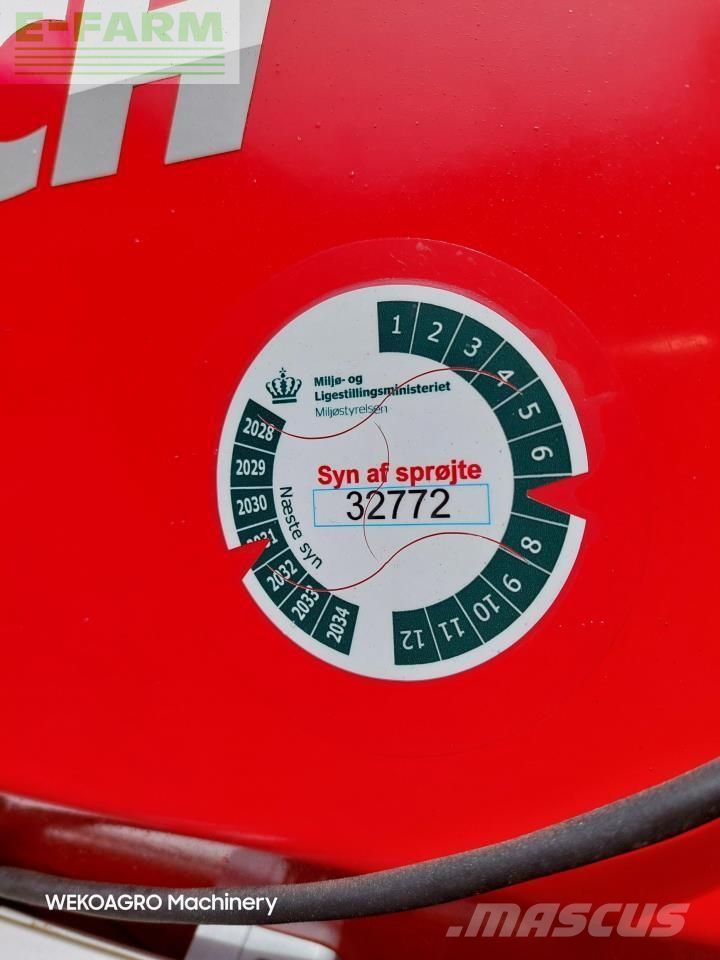 E-FARM
CH
1 2 3 4 5 6 8 9 10 11 12
Miljø- og
Ligestillingsministeriet
Miljøstyrelsen
2028
2029
2030
2031
2032
2033
2034
Næste syn
Syn af sprøjte
32772
WEKOAGRO Machinery
MASCUS